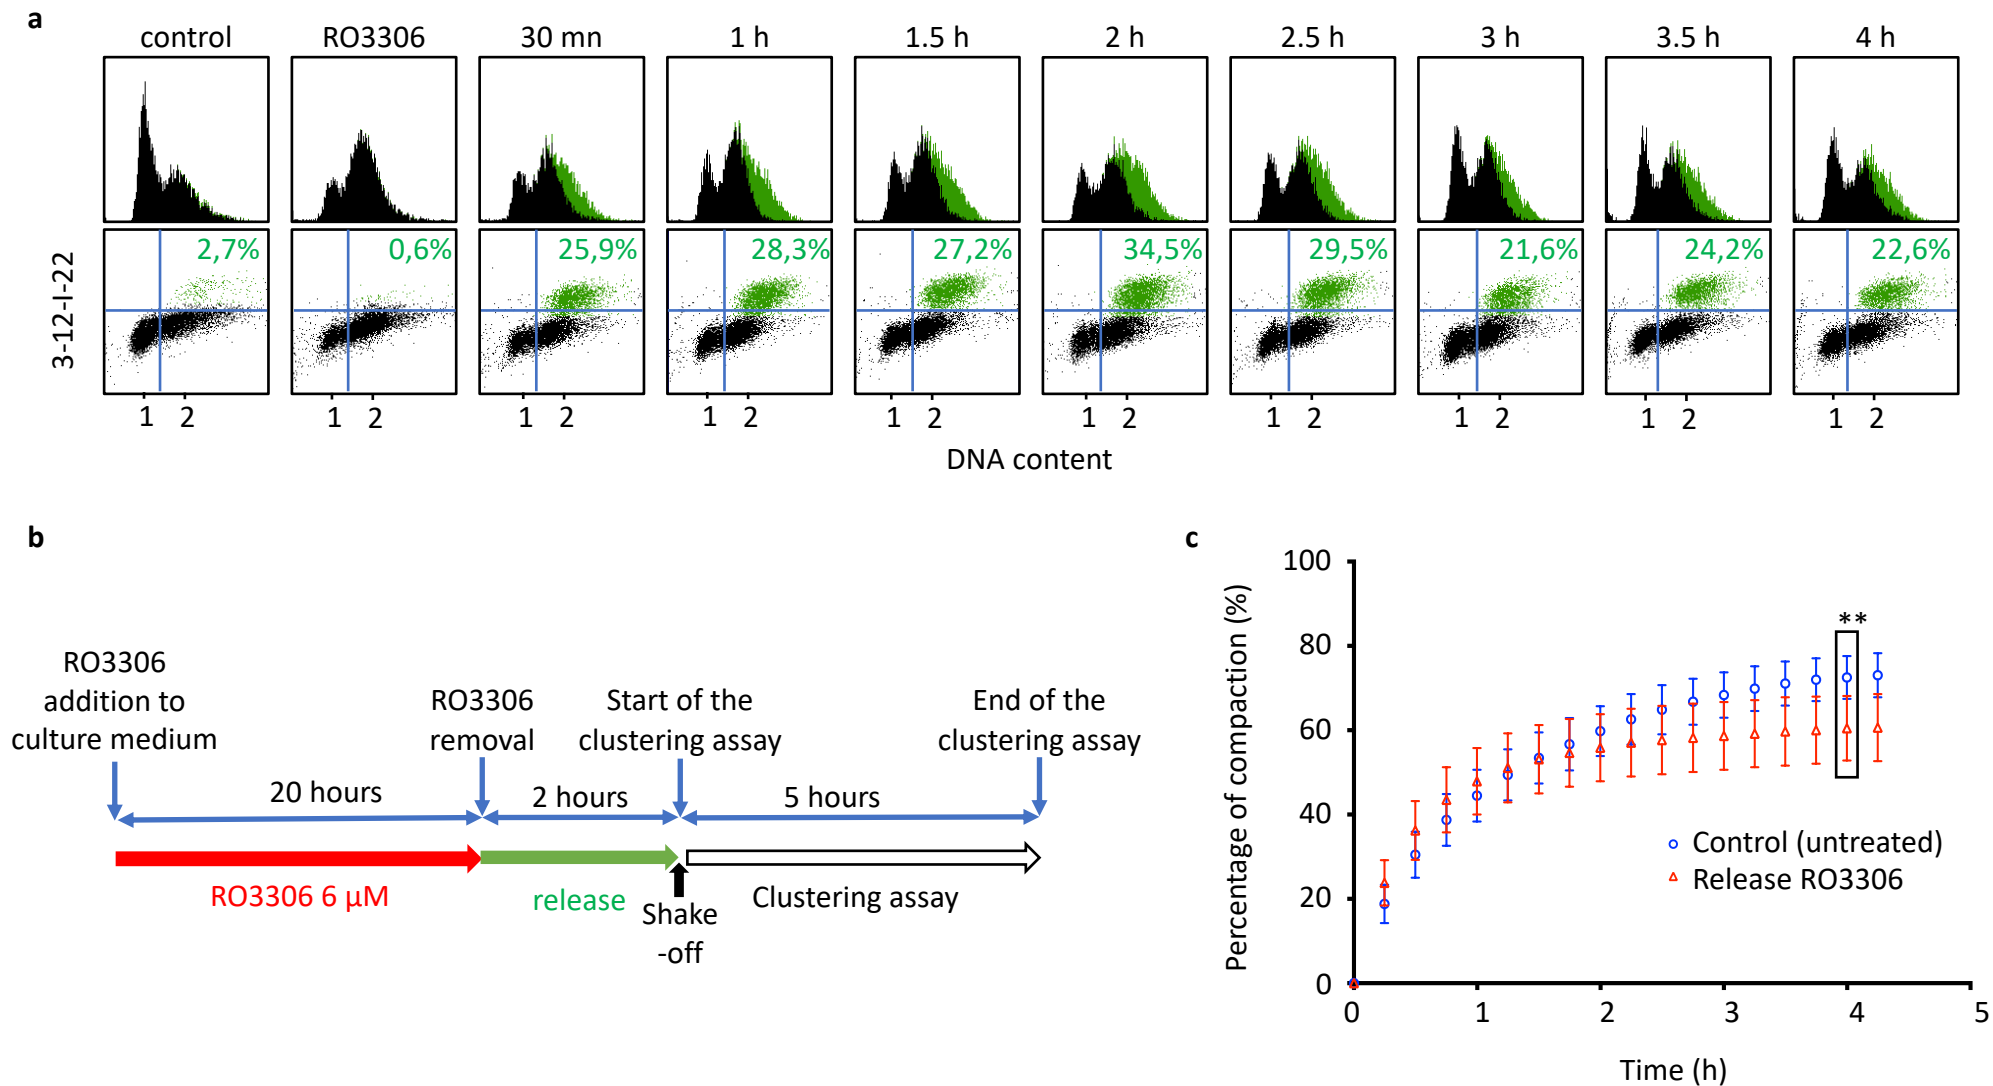 a
control RO3306 30 mn 1 h 1.5 h 2 h 2.5 h 3 h 3.5 h 4 h
3-12-I-22
2,7% 0,6% 25,9% 28,3% 27,2% 34,5% 29,5% 21,6% 24,2% 22,6%
1 2 1 2 1 2 1 2 1 2 1 2 1 2 1 2 1 2 1 2
DNA content
b
RO3306
addition to
culture medium
RO3306
removal
Start of the
clustering assay
End of the
clustering assay
20 hours
2 hours
5 hours
RO3306 6 µM
release
Shake
-off
Clustering assay
c
Percentage of compaction (%)
100
80
60
40
20
0
**
Control (untreated)
Release RO3306
0 1 2 3 4 5
Time (h)